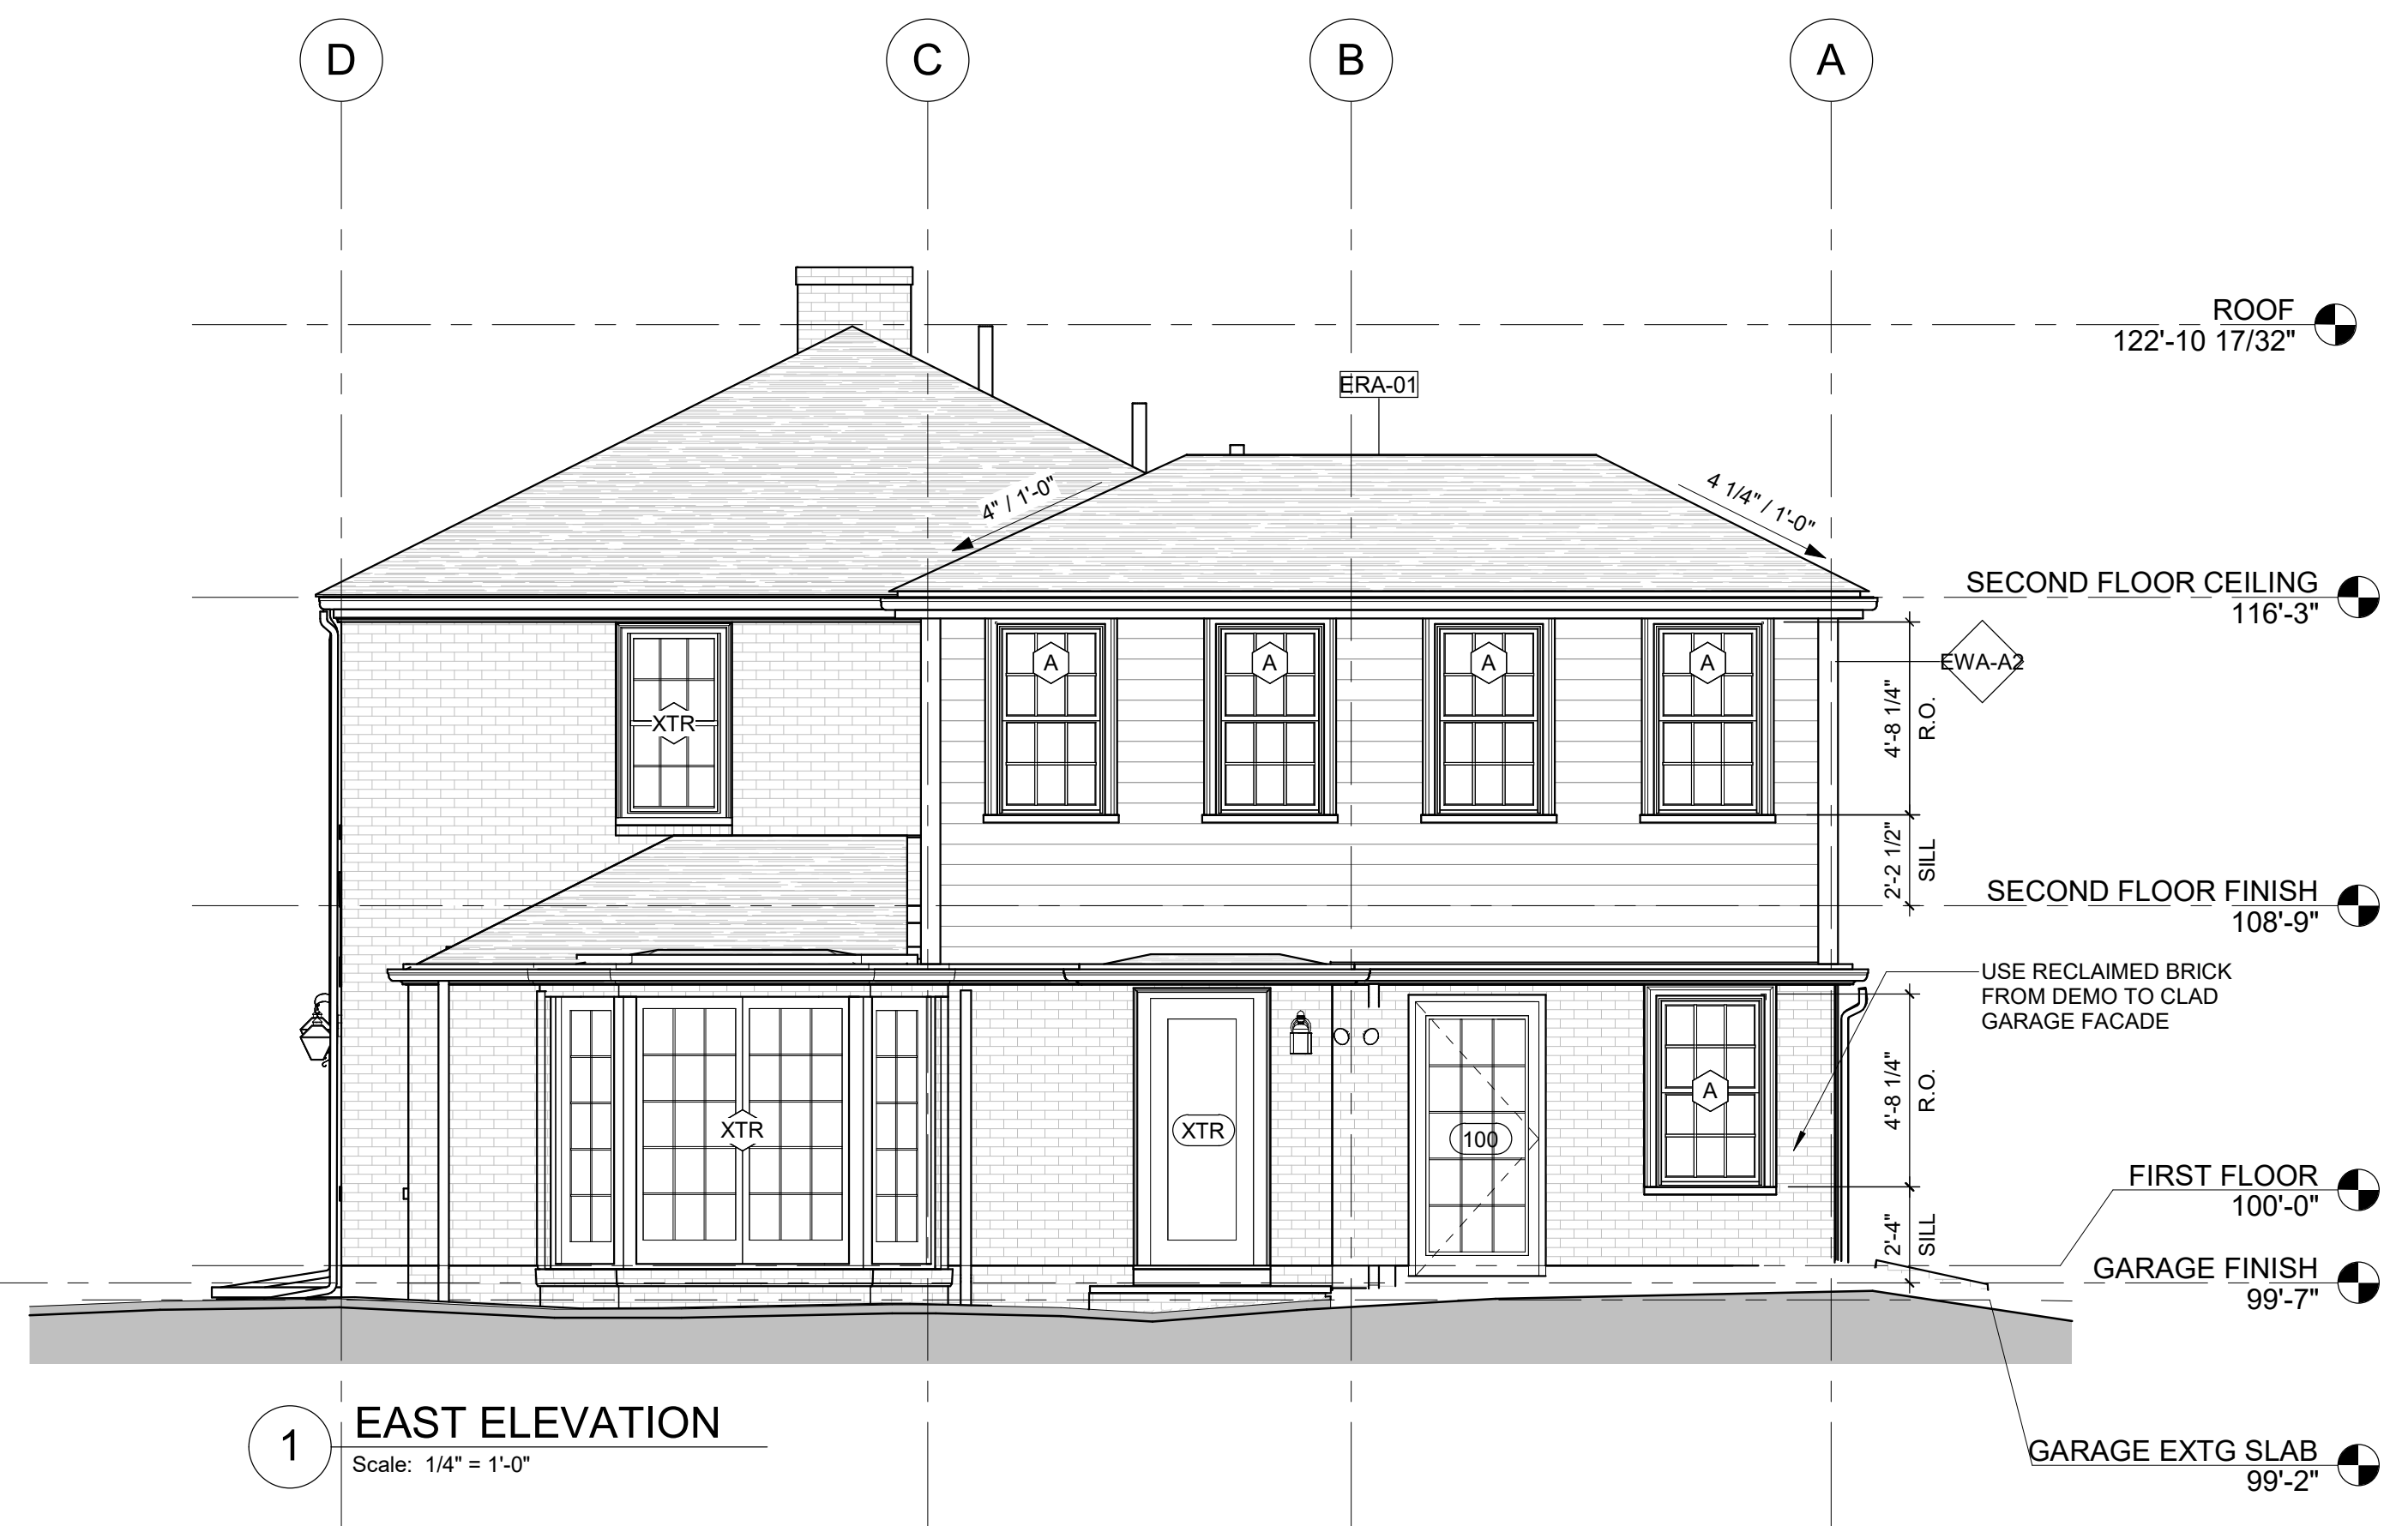 D
C
B
A
ROOF
122'-10 17/32"
ERA-01
4" / 1'-0"
4 1/4" / 1'-0"
SECOND FLOOR CEILING
116'-3"
A
A
A
A
EWA-A2
XTR
4'-8 1/4"
R.O.
2'-2 1/2"
SILL
SECOND FLOOR FINISH
108'-9"
USE RECLAIMED BRICK
FROM DEMO TO CLAD
GARAGE FACADE
XTR
XTR
100
A
4'-8 1/4"
R.O.
2'-4"
SILL
FIRST FLOOR
100'-0"
GARAGE FINISH
99'-7"
GARAGE EXTG SLAB
99'-2"
1
EAST ELEVATION
Scale: 1/4" = 1'-0"